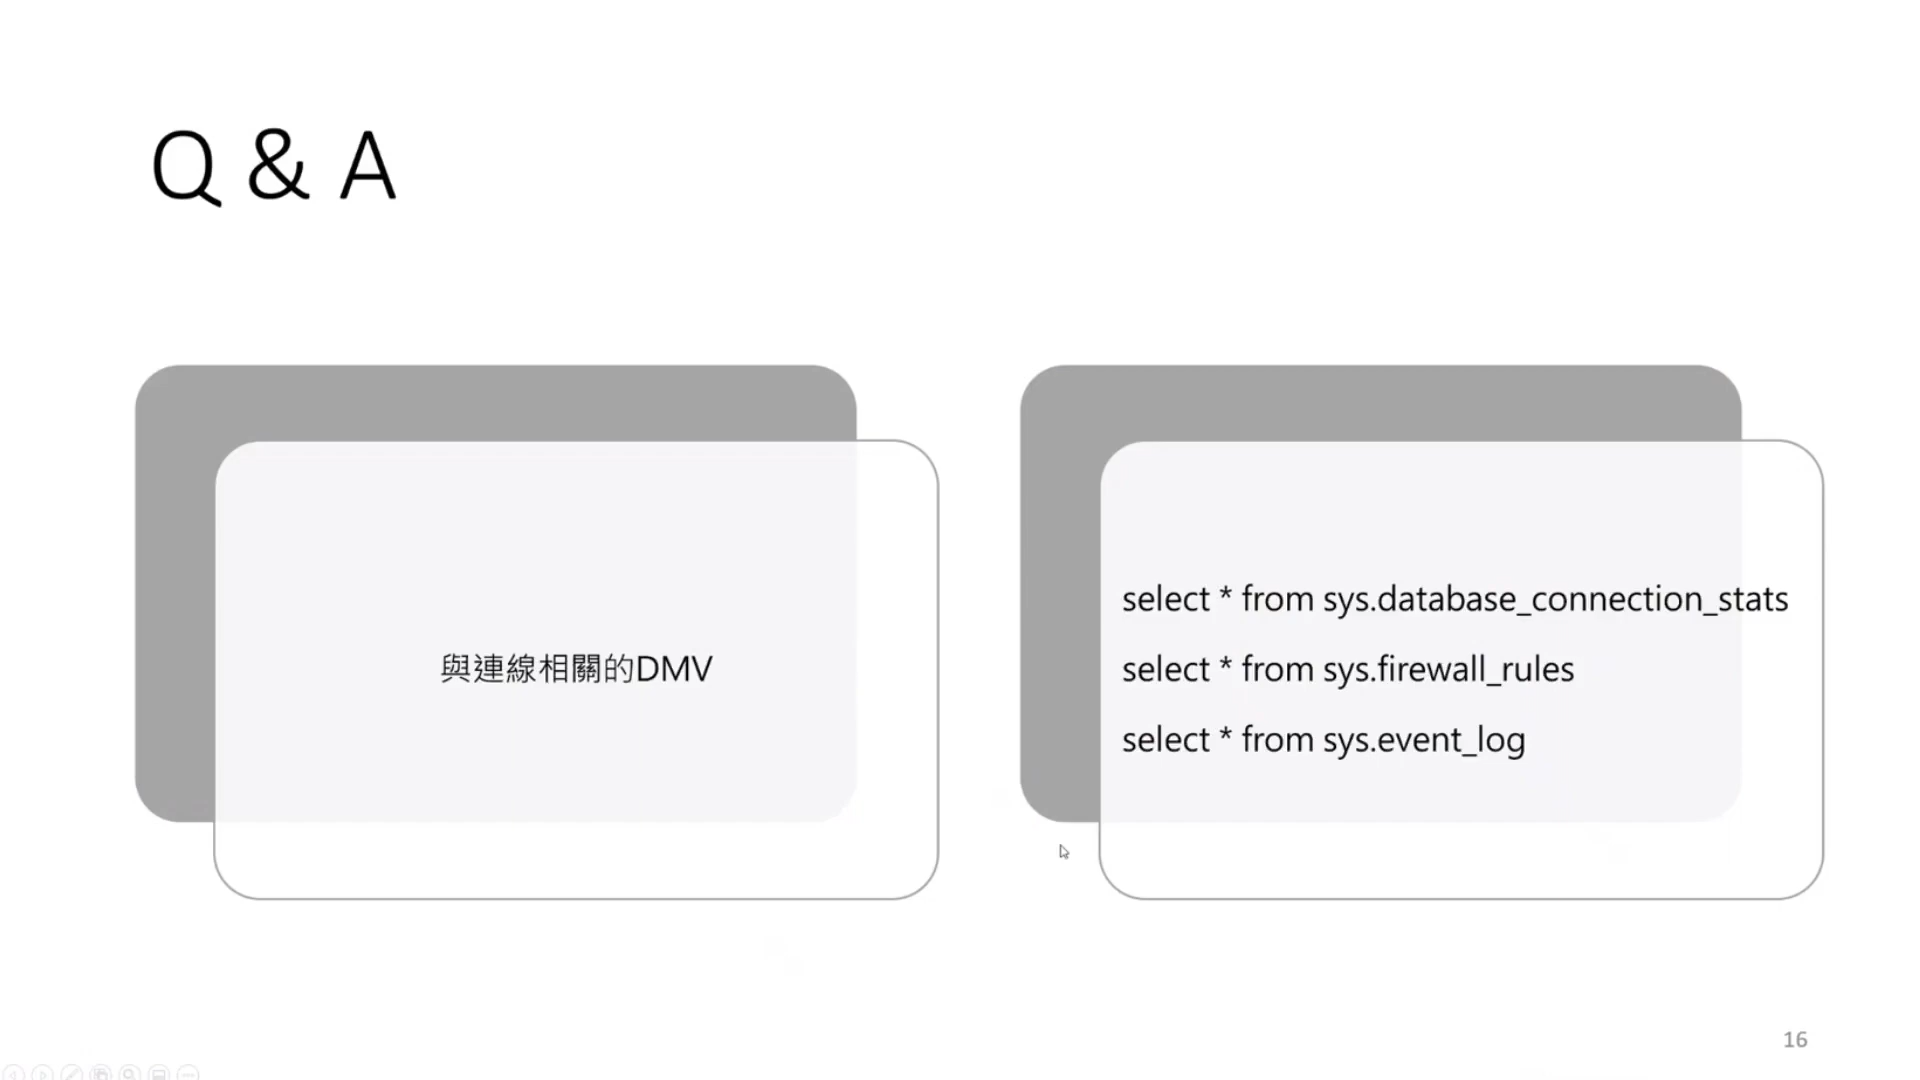 Q & A
與連線相關的DMV
select * from sys.database_connection_stats
select * from sys.firewall_rules
select * from sys.event_log
16